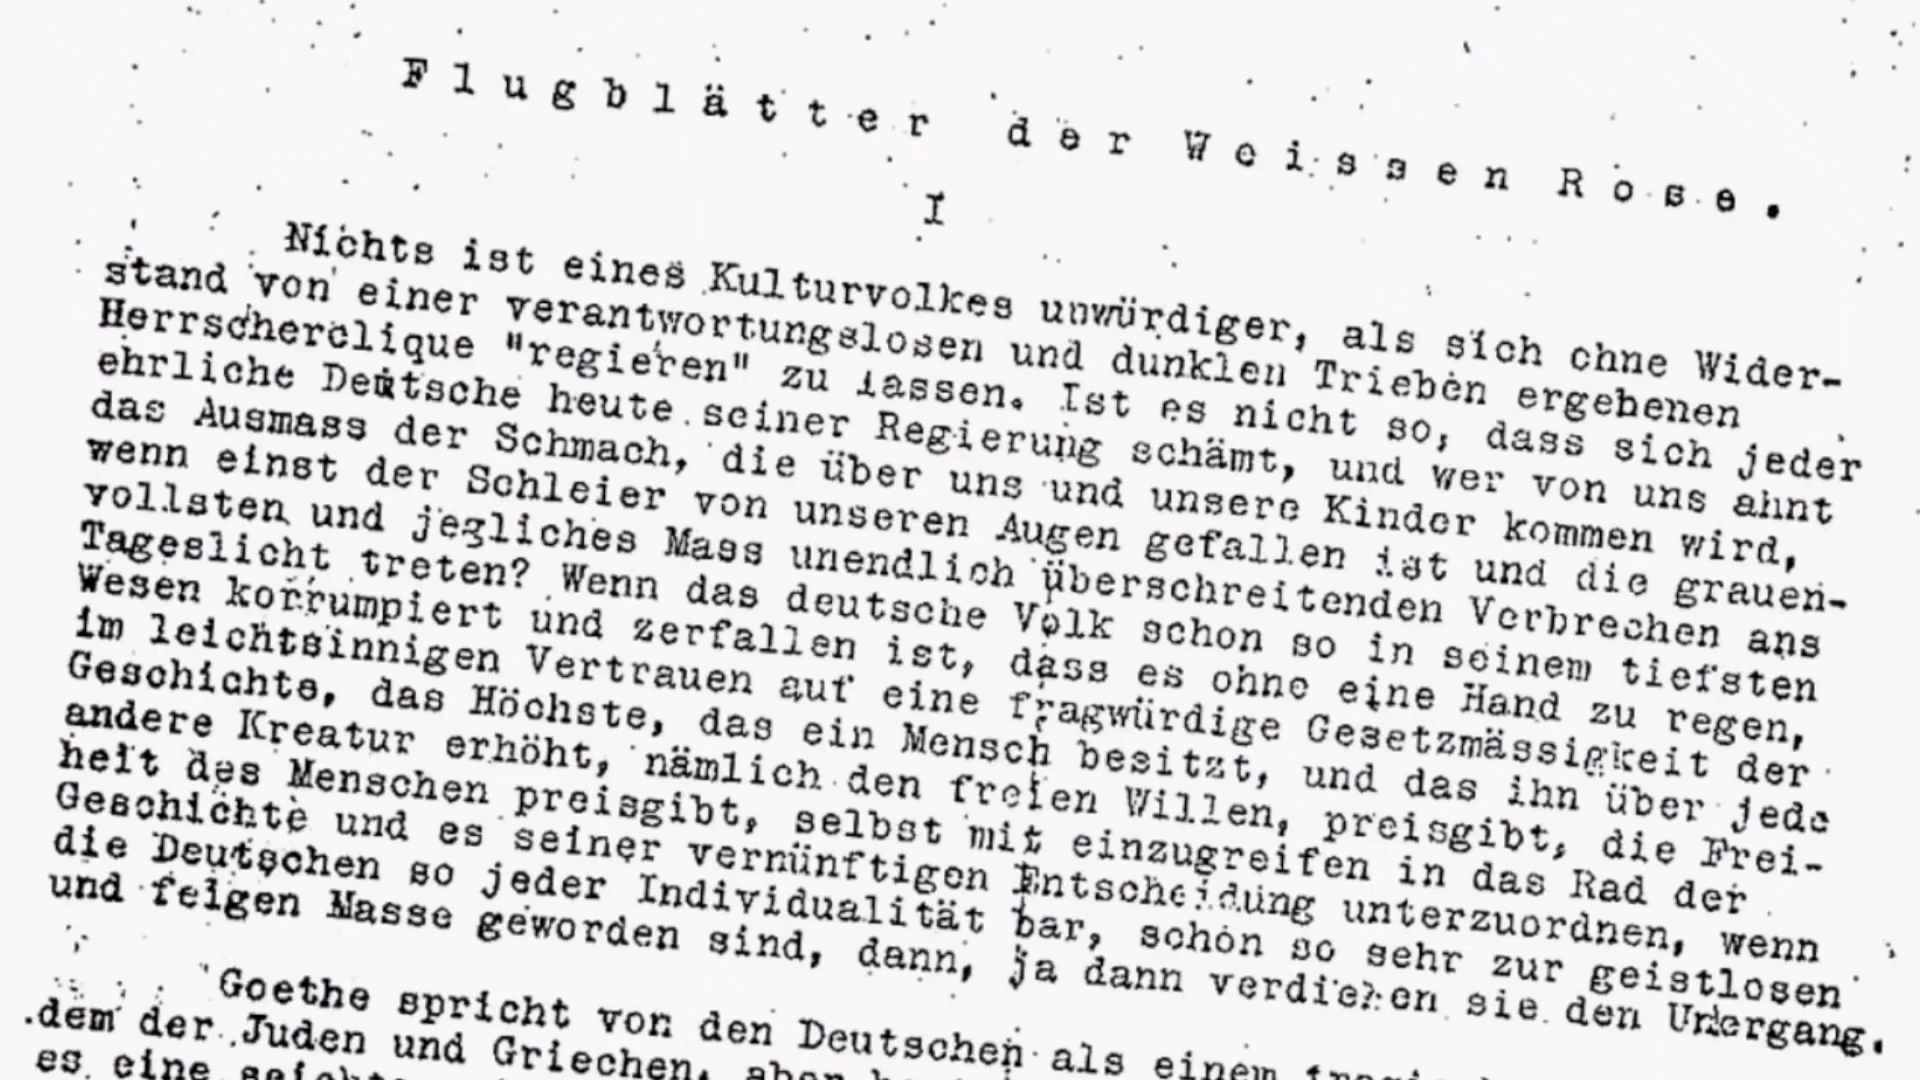 Flugblätter der Weissen Rose.
I
Nichts ist eines Kulturvolkes unwürdiger, als sich ohne Wider-
stand von einer verantwortungslosen und dunklen Trieben ergebenen
Herrscherclique "regieren" zu lassen. Ist es nicht so, dass sich jeder
ehrliche Deutsche heute seiner Regierung schämt, und wer von uns ahnt
das Ausmass der Schmach, die über uns und unsere Kinder kommen wird,
wenn einst der Schleier von unseren Augen gefallen ist und die grauen-
vollsten und jegliches Mass unendlich überschreitenden Verbrechen ans
Tageslicht treten? Wenn das deutsche Volk schon so in seinem tiefsten
Wesen korrumpiert und zerfallen ist, dass es ohne eine Hand zu regen,
im leichtsinnigen Vertrauen auf eine fragwürdige Gesetzmässigkeit der
Geschichte, das Höchste, das ein Mensch besitzt, und das ihn über jede
andere Kreatur erhöht, nämlich den freien Willen, preisgibt, die Frei-
heit des Menschen preisgibt, selbst mit einzugreifen in das Rad der
Geschichte und es seiner vernünftigen Entscheidung unterzuordnen, wenn
die Deutschen so jeder Individualität bar, schon so sehr zur geistlosen
und feigen Masse geworden sind, dann, ja dann verdienen sie den Untergang.
Goethe spricht von den Deutschen als einem
dem der Juden und Griechen, aber
es eine